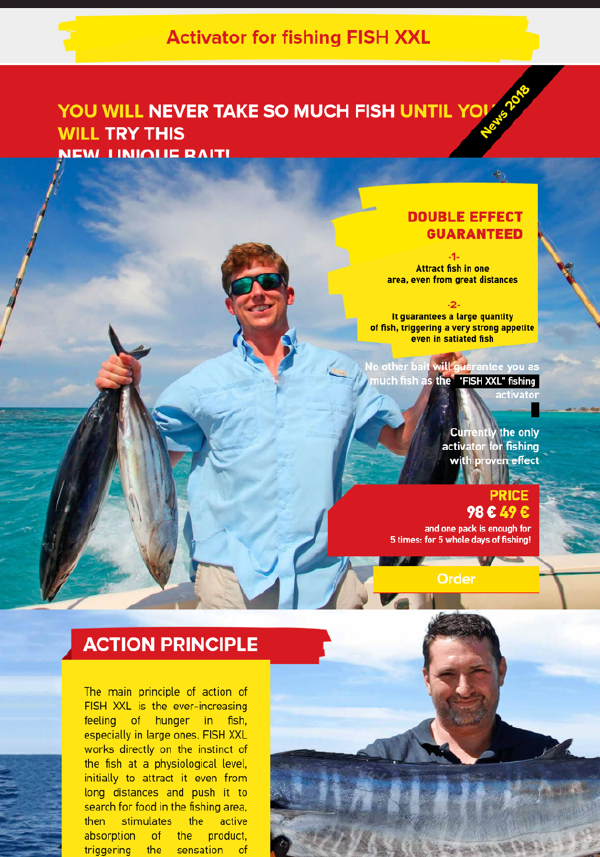 Activator for fishing FISH XXL
YOU WILL NEVER TAKE SO MUCH FISH UNTIL YOU
WILL TRY THIS
NEW, UNIQUE BAIT!
News 2018
DOUBLE EFFECT
GUARANTEED
-1-
Attract fish in one
area, even from great distances
-2-
It guarantees a large quantity
of fish, triggering a very strong appetite
even in satiated fish
No other bait will guarantee you as
much fish as the "FISH XXL" fishing
activator
Currently the only
activator for fishing
with proven effect
PRICE
98 € 49 €
and one pack is enough for
5 times: for 5 whole days of fishing!
Order
ACTION PRINCIPLE
The main principle of action of
FISH XXL is the ever-increasing
feeling of hunger in fish,
especially in large ones. FISH XXL
works directly on the instinct of
the fish at a physiological level,
initially to attract it even from
long distances and push it to
search for food in the fishing area,
then stimulates the active
absorption of the product,
triggering the sensation of